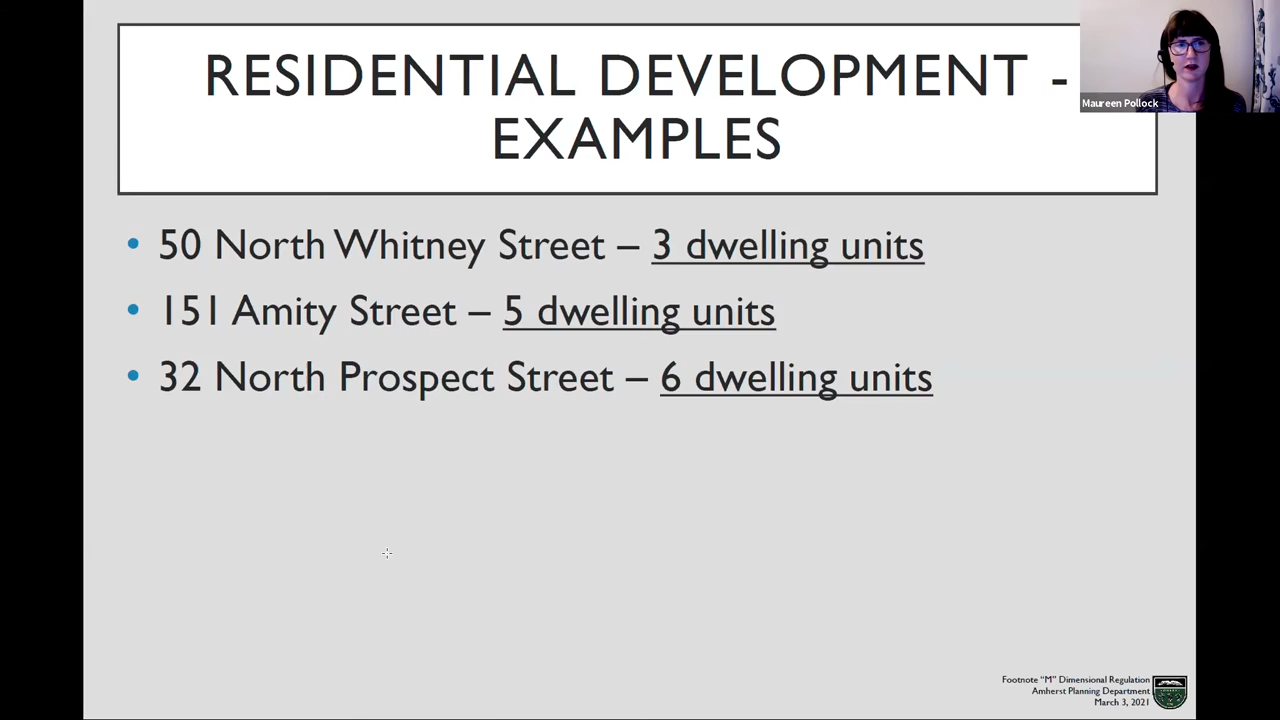 RESIDENTIAL DEVELOPMENT -
EXAMPLES
Maureen Pollock
• 50 North Whitney Street – 3 dwelling units
• 151 Amity Street – 5 dwelling units
• 32 North Prospect Street – 6 dwelling units
Footnote "M" Dimensional Regulation
Amherst Planning Department
March 3, 2021